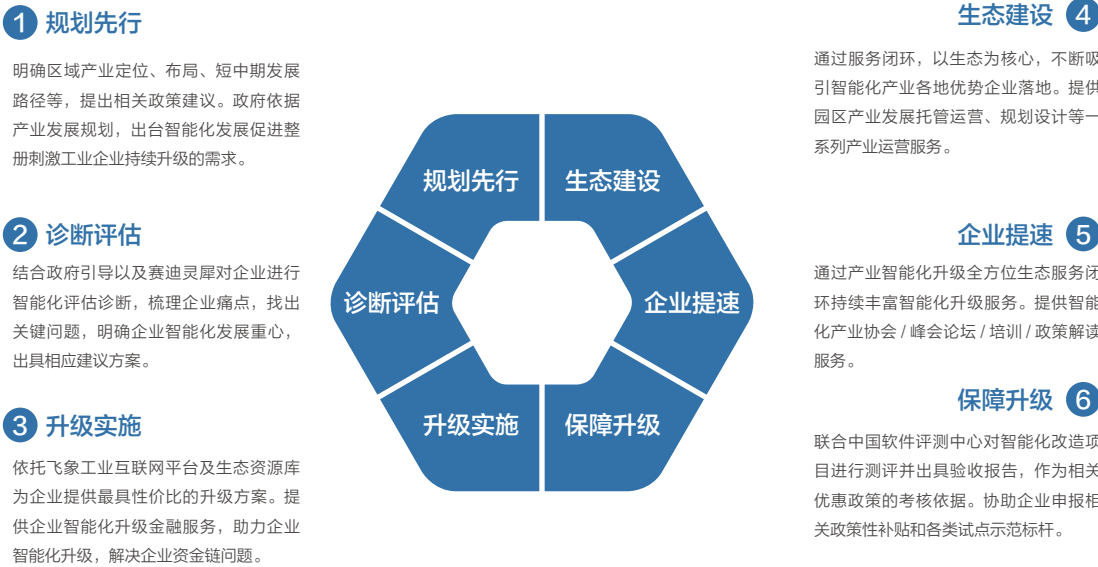 1 规划先行
明确区域产业定位、布局、短中期发展
路径等，提出相关政策建议。政府依据
产业发展规划，出台智能化发展促进整
册刺激工业企业持续升级的需求。
2 诊断评估
结合政府引导以及赛迪灵犀对企业进行
智能化评估诊断，梳理企业痛点，找出
关键问题，明确企业智能化发展重心，
出具相应建议方案。
3 升级实施
依托飞象工业互联网平台及生态资源库
为企业提供最具性价比的升级方案。提
供企业智能化升级金融服务，助力企业
智能化升级，解决企业资金链问题。
规划先行
生态建设
诊断评估
企业提速
升级实施
保障升级
生态建设 4
通过服务闭环，以生态为核心，不断吸
引智能化产业各地优势企业落地。提供
园区产业发展托管运营、规划设计等一
系列产业运营服务。
企业提速 5
通过产业智能化升级全方位生态服务闭
环持续丰富智能化升级服务。提供智能
化产业协会 / 峰会论坛 / 培训 / 政策解读
服务。
保障升级 6
联合中国软件评测中心对智能化改造项
目进行测评并出具验收报告，作为相关
优惠政策的考核依据。协助企业申报相
关政策性补贴和各类试点示范标杆。